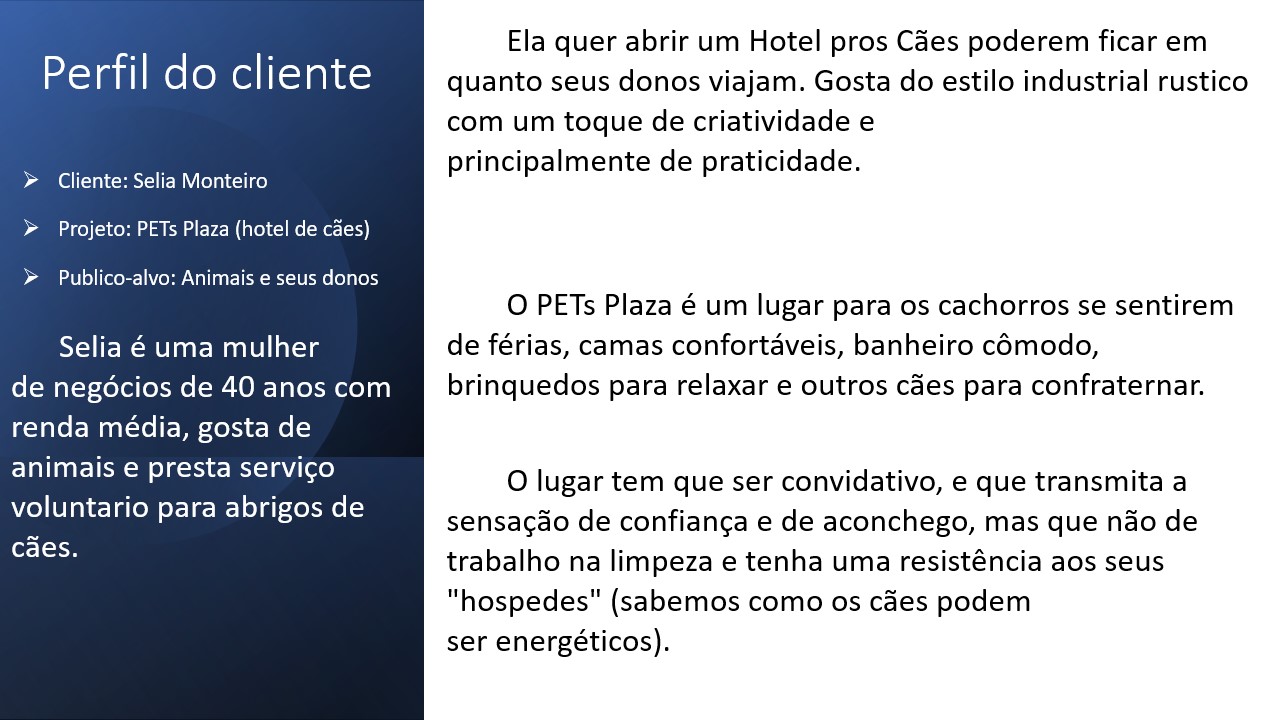 Perfil do cliente
Cliente: Selia Monteiro
Projeto: PETs Plaza (hotel de cães)
Publico-alvo: Animais e seus donos
Selia é uma mulher
de negócios de 40 anos com
renda média, gosta de
animais e presta serviço
voluntario para abrigos de
cães.
Ela quer abrir um Hotel pros Cães poderem ficar em
quanto seus donos viajam. Gosta do estilo industrial rustico
com um toque de criatividade e
principalmente de praticidade.
O PETs Plaza é um lugar para os cachorros se sentirem
de férias, camas confortáveis, banheiro cômodo,
brinquedos para relaxar e outros cães para confraternar.
O lugar tem que ser convidativo, e que transmita a
sensação de confiança e de aconchego, mas que não de
trabalho na limpeza e tenha uma resistência aos seus
"hospedes" (sabemos como os cães podem
ser energéticos).